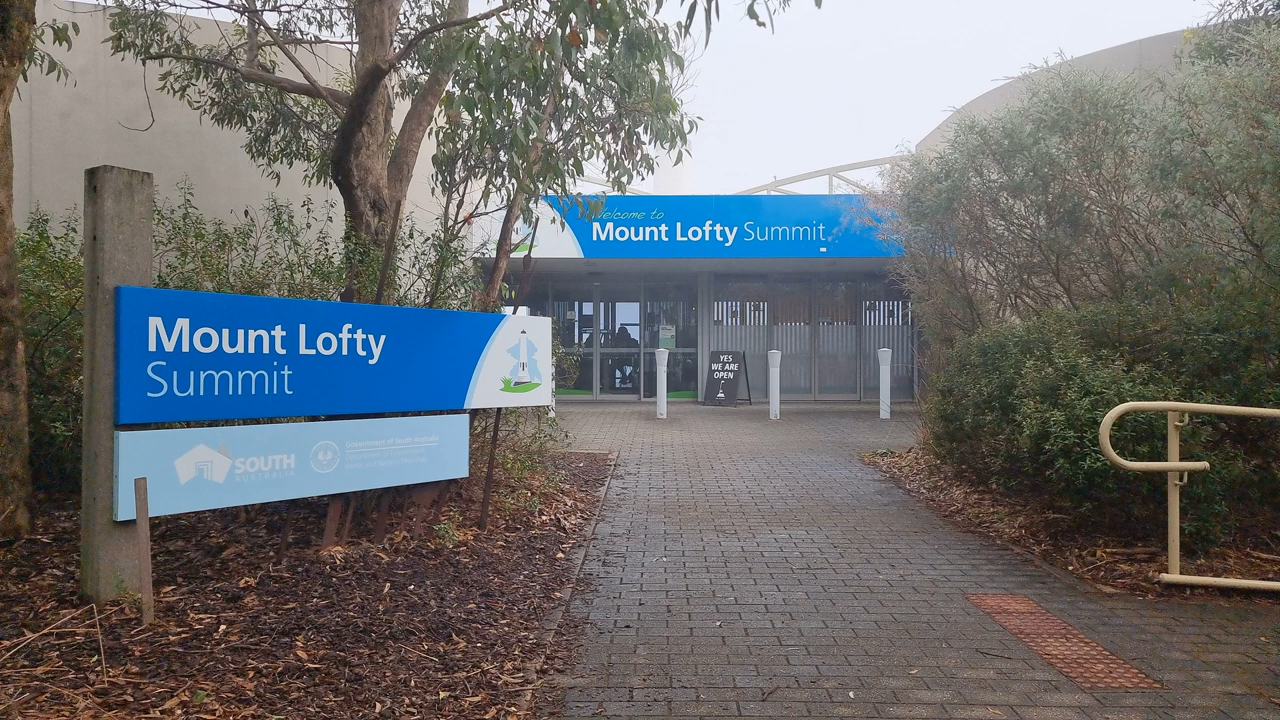 Welcome to
Mount Lofty Summit
YES
WE ARE
OPEN
Mount Lofty
Summit
SOUTH
AUSTRALIA
Government of South Australia